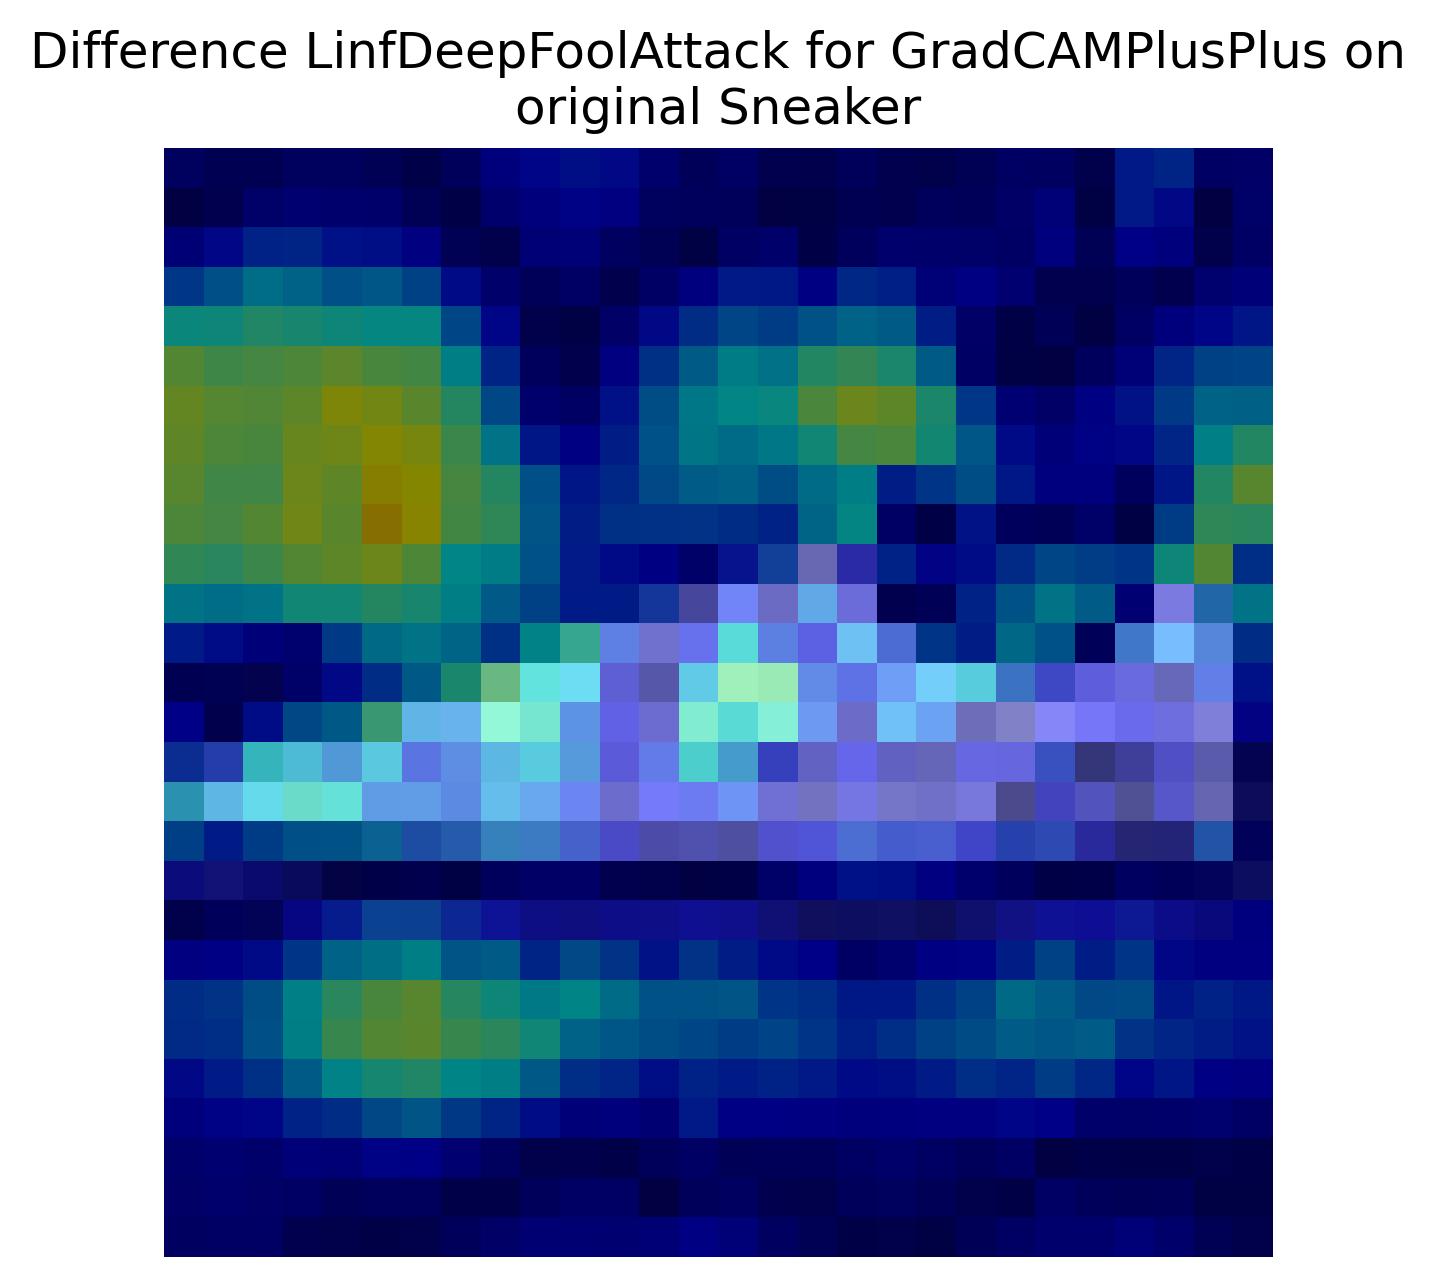 Difference LinfDeepFoolAttack for GradCAMPlusPlus on
original Sneaker